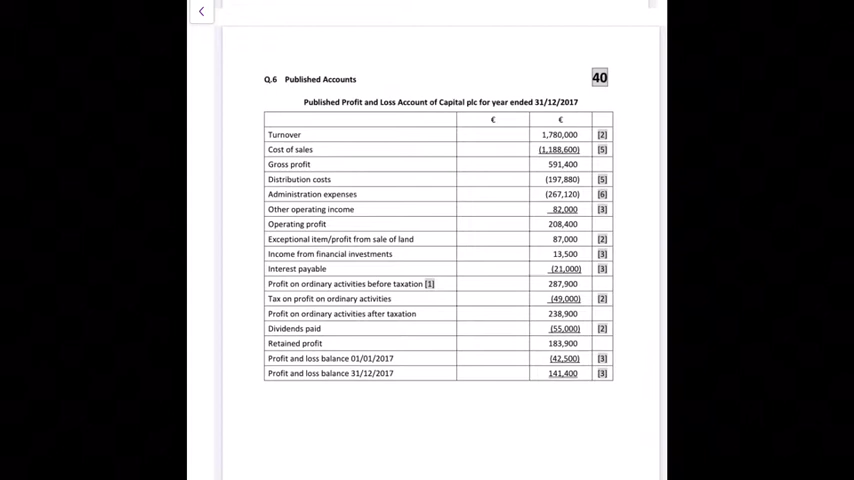 Q.6 Published Accounts 40
Published Profit and Loss Account of Capital plc for year ended 31/12/2017
€ €
Turnover 1,780,000 [2]
Cost of sales (1,188,600) [5]
Gross profit 591,400
Distribution costs (197,880) [5]
Administration expenses (267,120) [6]
Other operating income 82,000 [3]
Operating profit 208,400
Exceptional item/profit from sale of land 87,000 [2]
Income from financial investments 13,500 [3]
Interest payable (21,000) [3]
Profit on ordinary activities before taxation [1] 287,900
Tax on profit on ordinary activities (49,000) [2]
Profit on ordinary activities after taxation 238,900
Dividends paid (55,000) [2]
Retained profit 183,900
Profit and loss balance 01/01/2017 (42,500) [3]
Profit and loss balance 31/12/2017 141,400 [3]